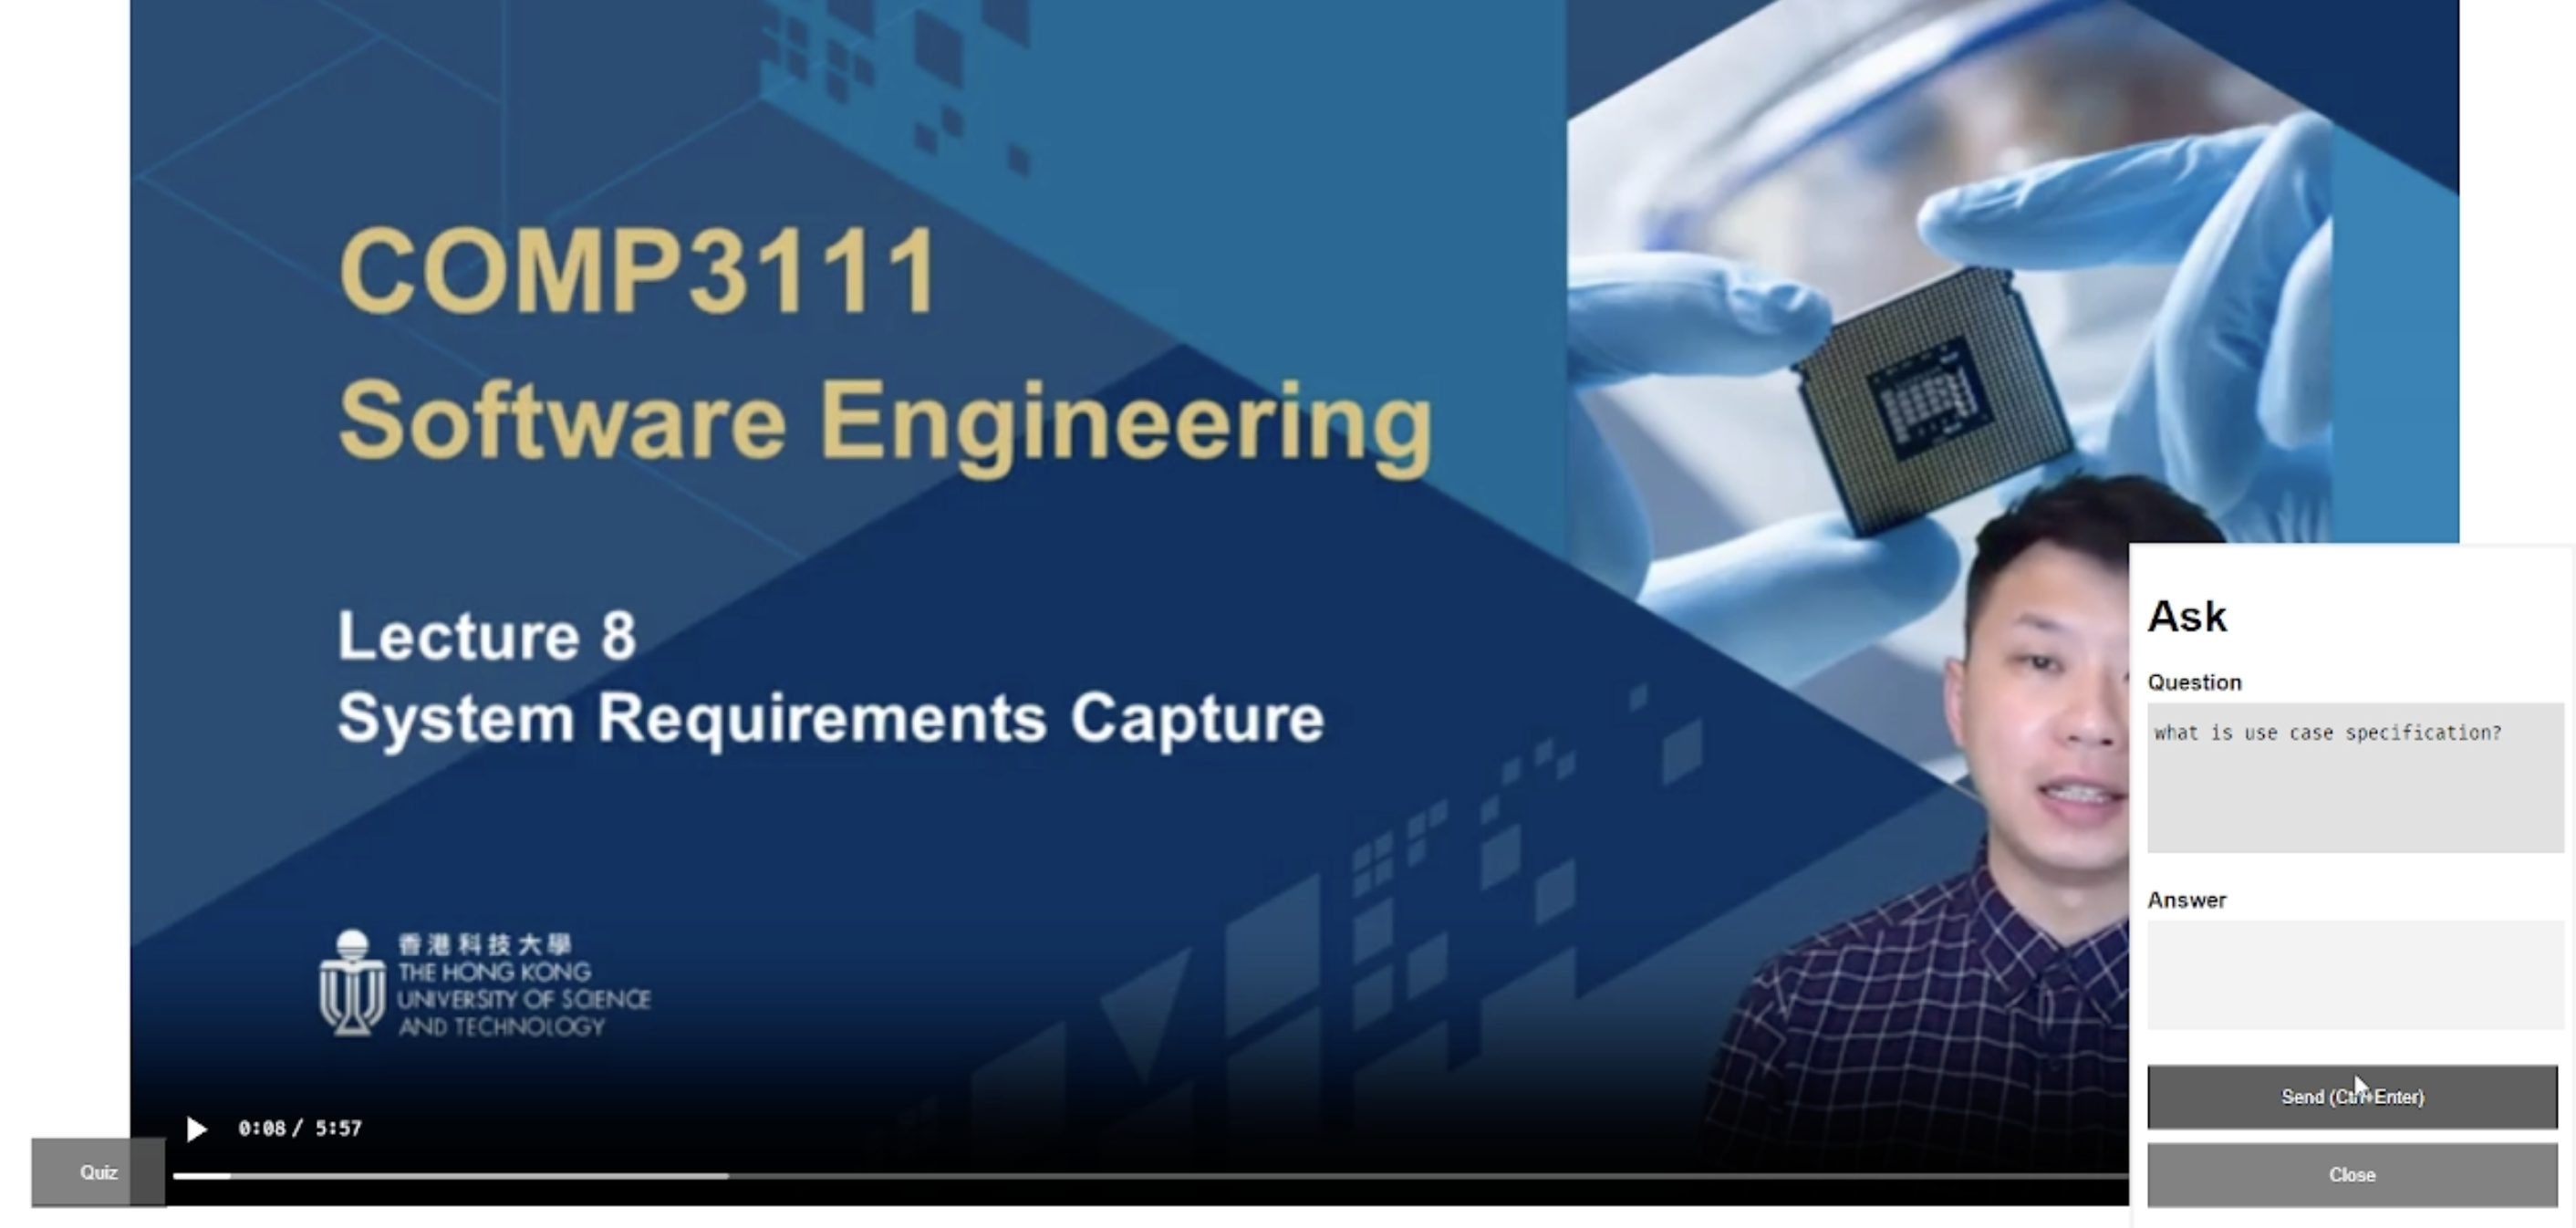 COMP3111
Software Engineering
Lecture 8
System Requirements Capture
香港科技大學
THE HONG KONG
UNIVERSITY OF SCIENCE
AND TECHNOLOGY
0:08 / 5:57
Quiz
Ask
Question
what is use case specification?
Answer
Send (Ctrl+Enter)
Close